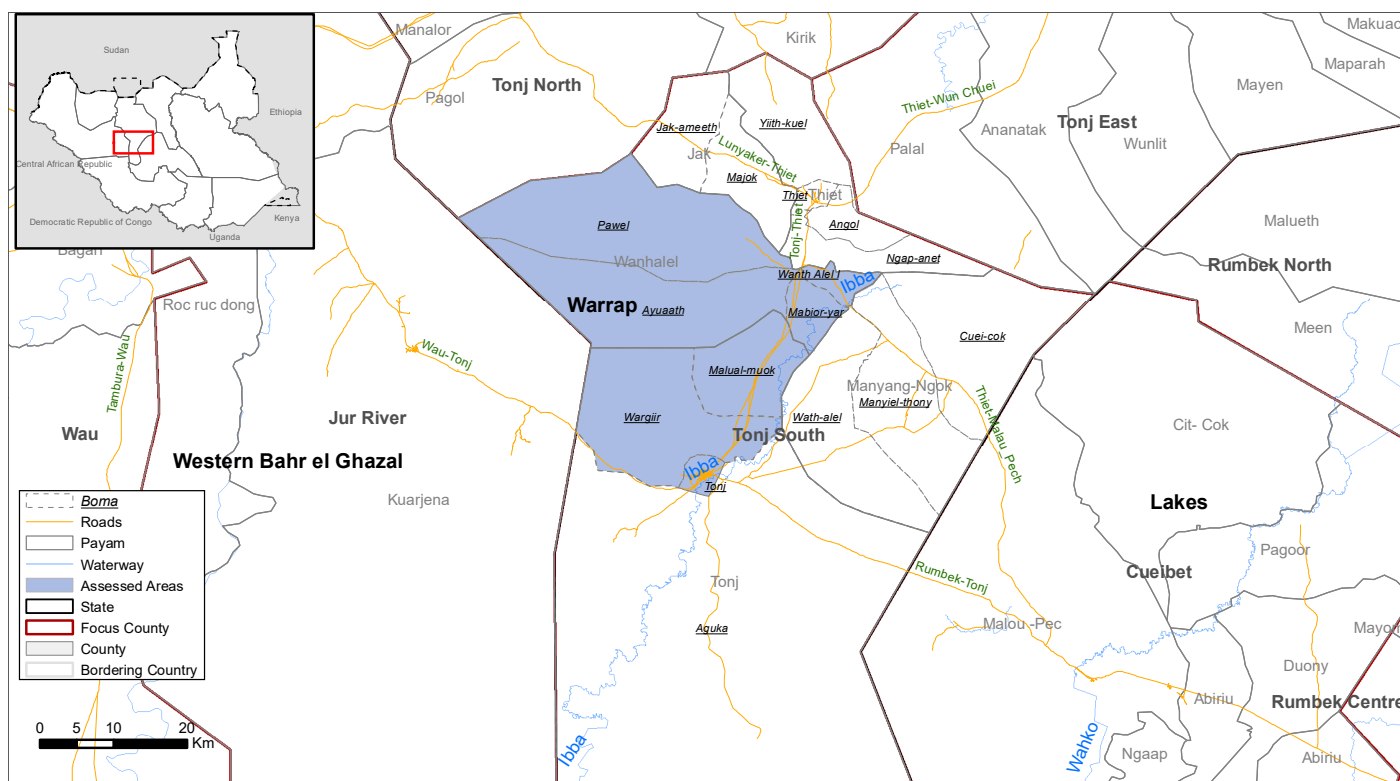 Sudan
Ethiopia
Central African Republic
Democratic Republic of Congo
Uganda
Kenya
Manalor
Kirik
Makuac
Maparah
Mayen
Tonj North
Pagol
Thiet-Wun Chuei
Ananatak
Tonj East
Wunlit
Jak-ameeth
Yiith-kuel
Jak
Lunyaker-Thiet
Palal
Majok
Thiet
Thiet
Malueth
Pawel
Angol
Tonj-Thiet
Bagari
Wanhalel
Ngap-anet
Rumbek North
Wanth Alel I
Ibba
Roc ruc dong
Warrap
Ayuaath
Mabior-yar
Meen
Cuei-cok
Tambura-Wau
Wau-Tonj
Malual-muok
Manyang-Ngok
Manyiel-thony
Thiet-Malau_Pech
Jur River
Wargiir
Wath-alel
Cit- Cok
Wau
Tonj South
Western Bahr el Ghazal
Ibba
Tonj
Kuarjena
Lakes
Boma
Roads
Payam
Waterway
Assessed Areas
State
Focus County
County
Bordering Country
Pagoor
Cueibet
Rumbek-Tonj
Tonj
Aguka
Malou -Pec
Mayori
Duony
Abiriu
Rumbek Centre
0 5 10 20
Km
Ibba
Wahko
Ngaap
Abiriu